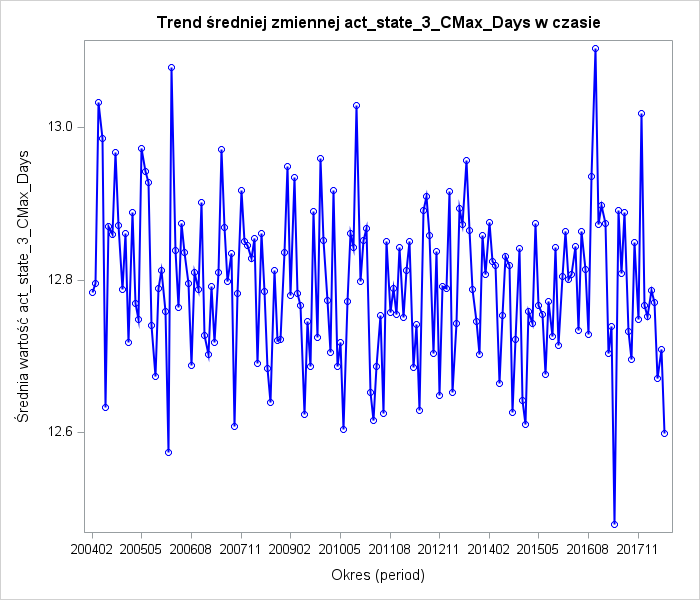 Trend średniej zmiennej act_state_3_CMax_Days w czasie
Średnia wartość act_state_3_CMax_Days
13.0
12.8
12.6
200402 200505 200608 200711 200902 201005 201108 201211 201402 201505 201608 201711
Okres (period)